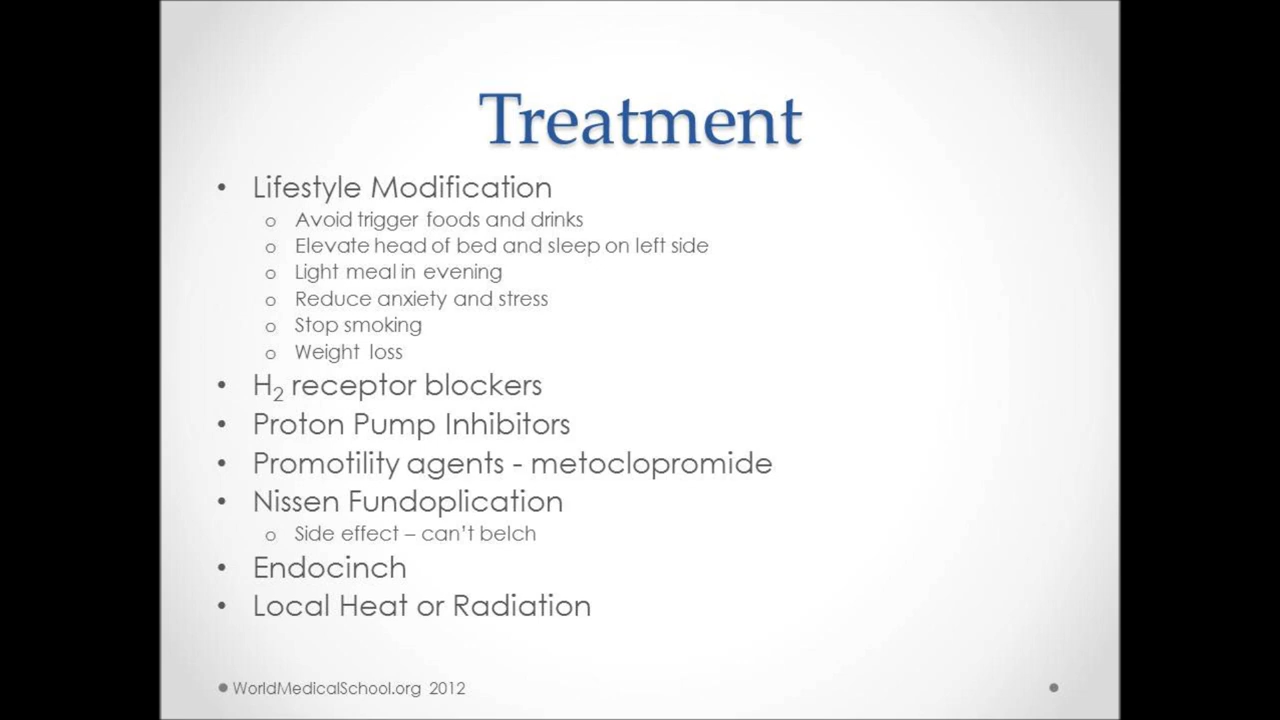 Treatment
• Lifestyle Modification
o Avoid trigger foods and drinks
o Elevate head of bed and sleep on left side
o Light meal in evening
o Reduce anxiety and stress
o Stop smoking
o Weight loss
• H₂ receptor blockers
• Proton Pump Inhibitors
• Promotility agents - metoclopromide
• Nissen Fundoplication
o Side effect – can't belch
• Endocinch
• Local Heat or Radiation
WorldMedicalSchool.org 2012